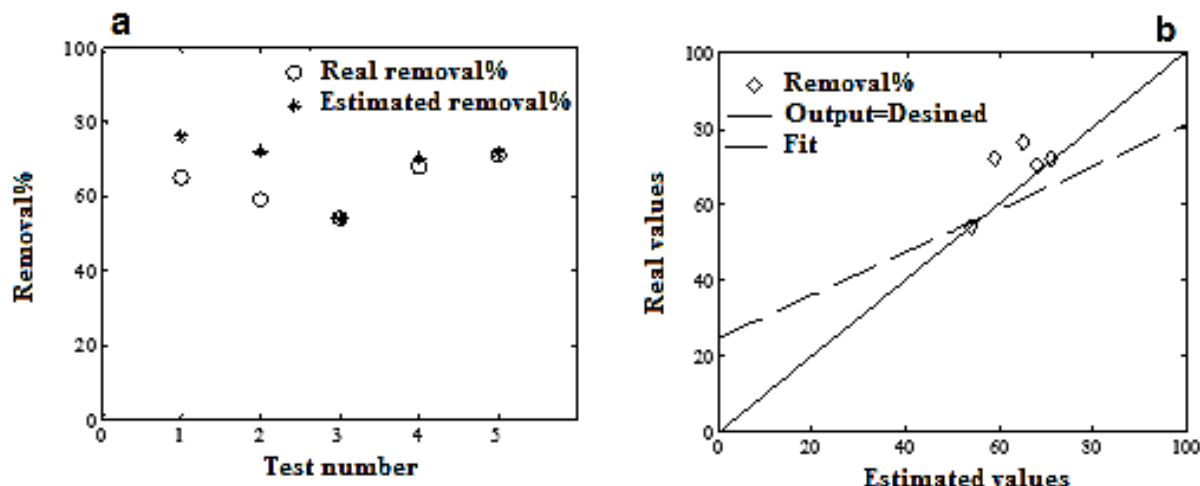 a
100
80
60
40
20
0
0 1 2 3 4 5
Removal%
Test number
Real removal%
Estimated removal%
b
100
80
60
40
20
0
0 20 40 60 80 100
Real values
Estimated values
Removal%
Output=Desined
Fit